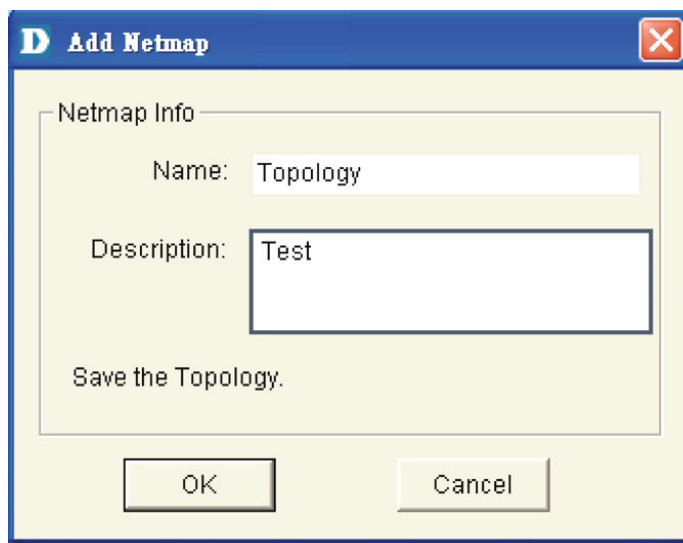 D Add Netmap
Netmap Info
Name: Topology
Description: Test
Save the Topology.
OK Cancel